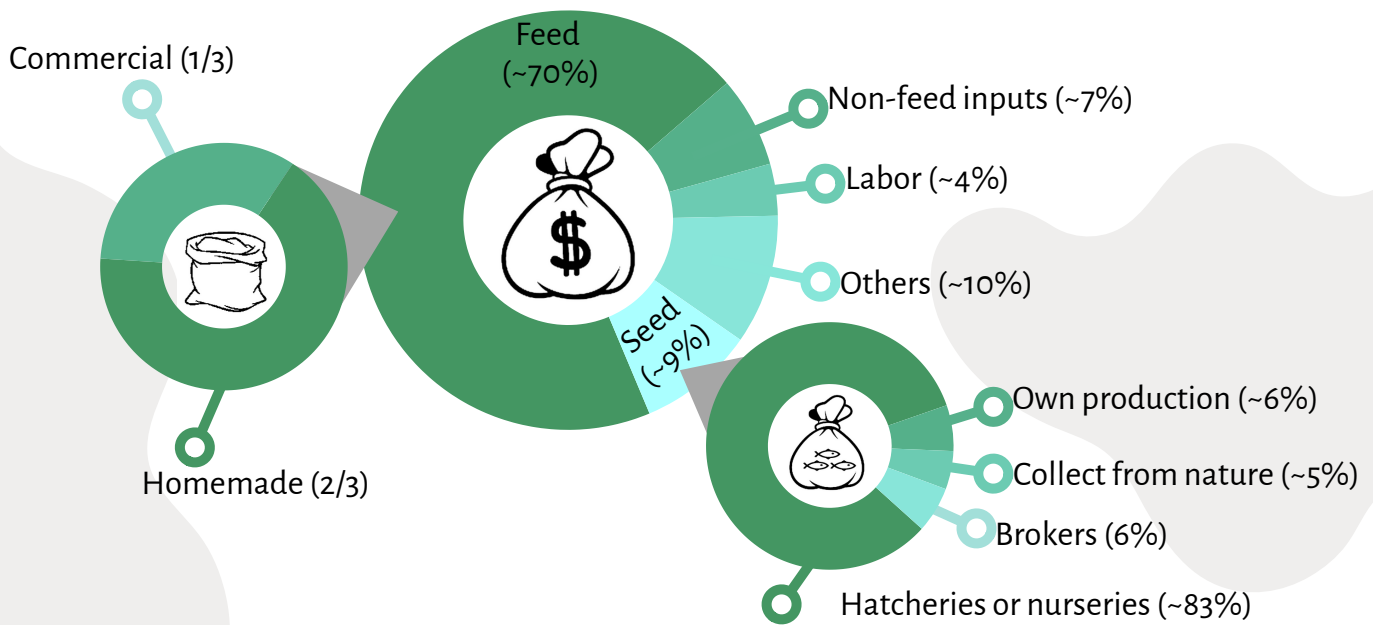 Commercial (1/3)
Homemade (2/3)
Feed
(~70%)
$
Non-feed inputs (~7%)
Labor (~4%)
Others (~10%)
Seed
(~9%)
Own production (~6%)
Collect from nature (~5%)
Brokers (6%)
Hatcheries or nurseries (~83%)